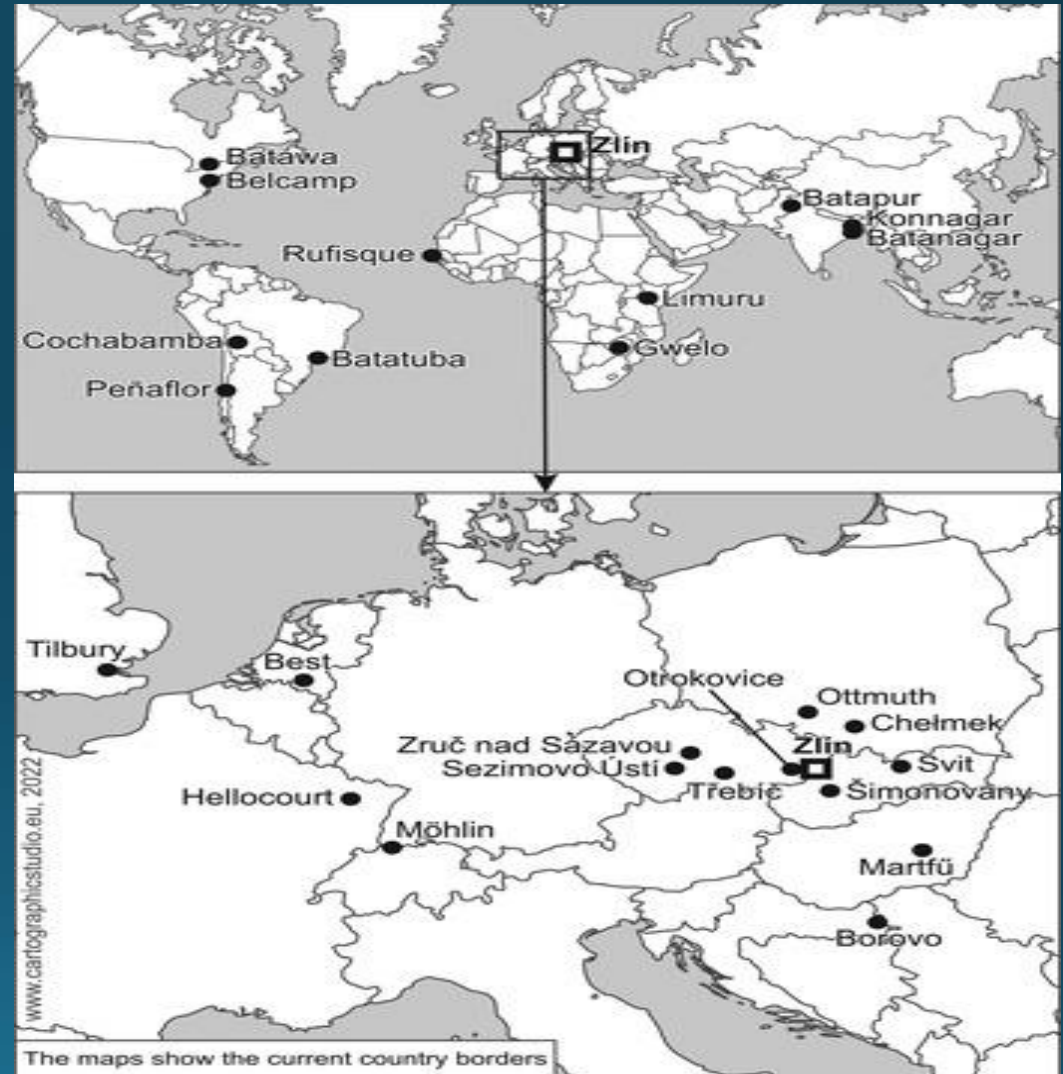 Batawa
Belcamp
Zlín
Batapur
Konnagar
Batanagar
Rufisque
Limuru
Cochabamba
Batatuba
Gwelo
Peñaflor
Tilbury
Best
Otrokovice
Ottmuth
Chełmek
Zruč nad Sázavou
Zlín
Sezimovo Ústí
Svit
Třebíč
Šimonovany
Hellocourt
Möhlin
Martfű
Borovo
www.cartographicstudio.eu, 2022
The maps show the current country borders